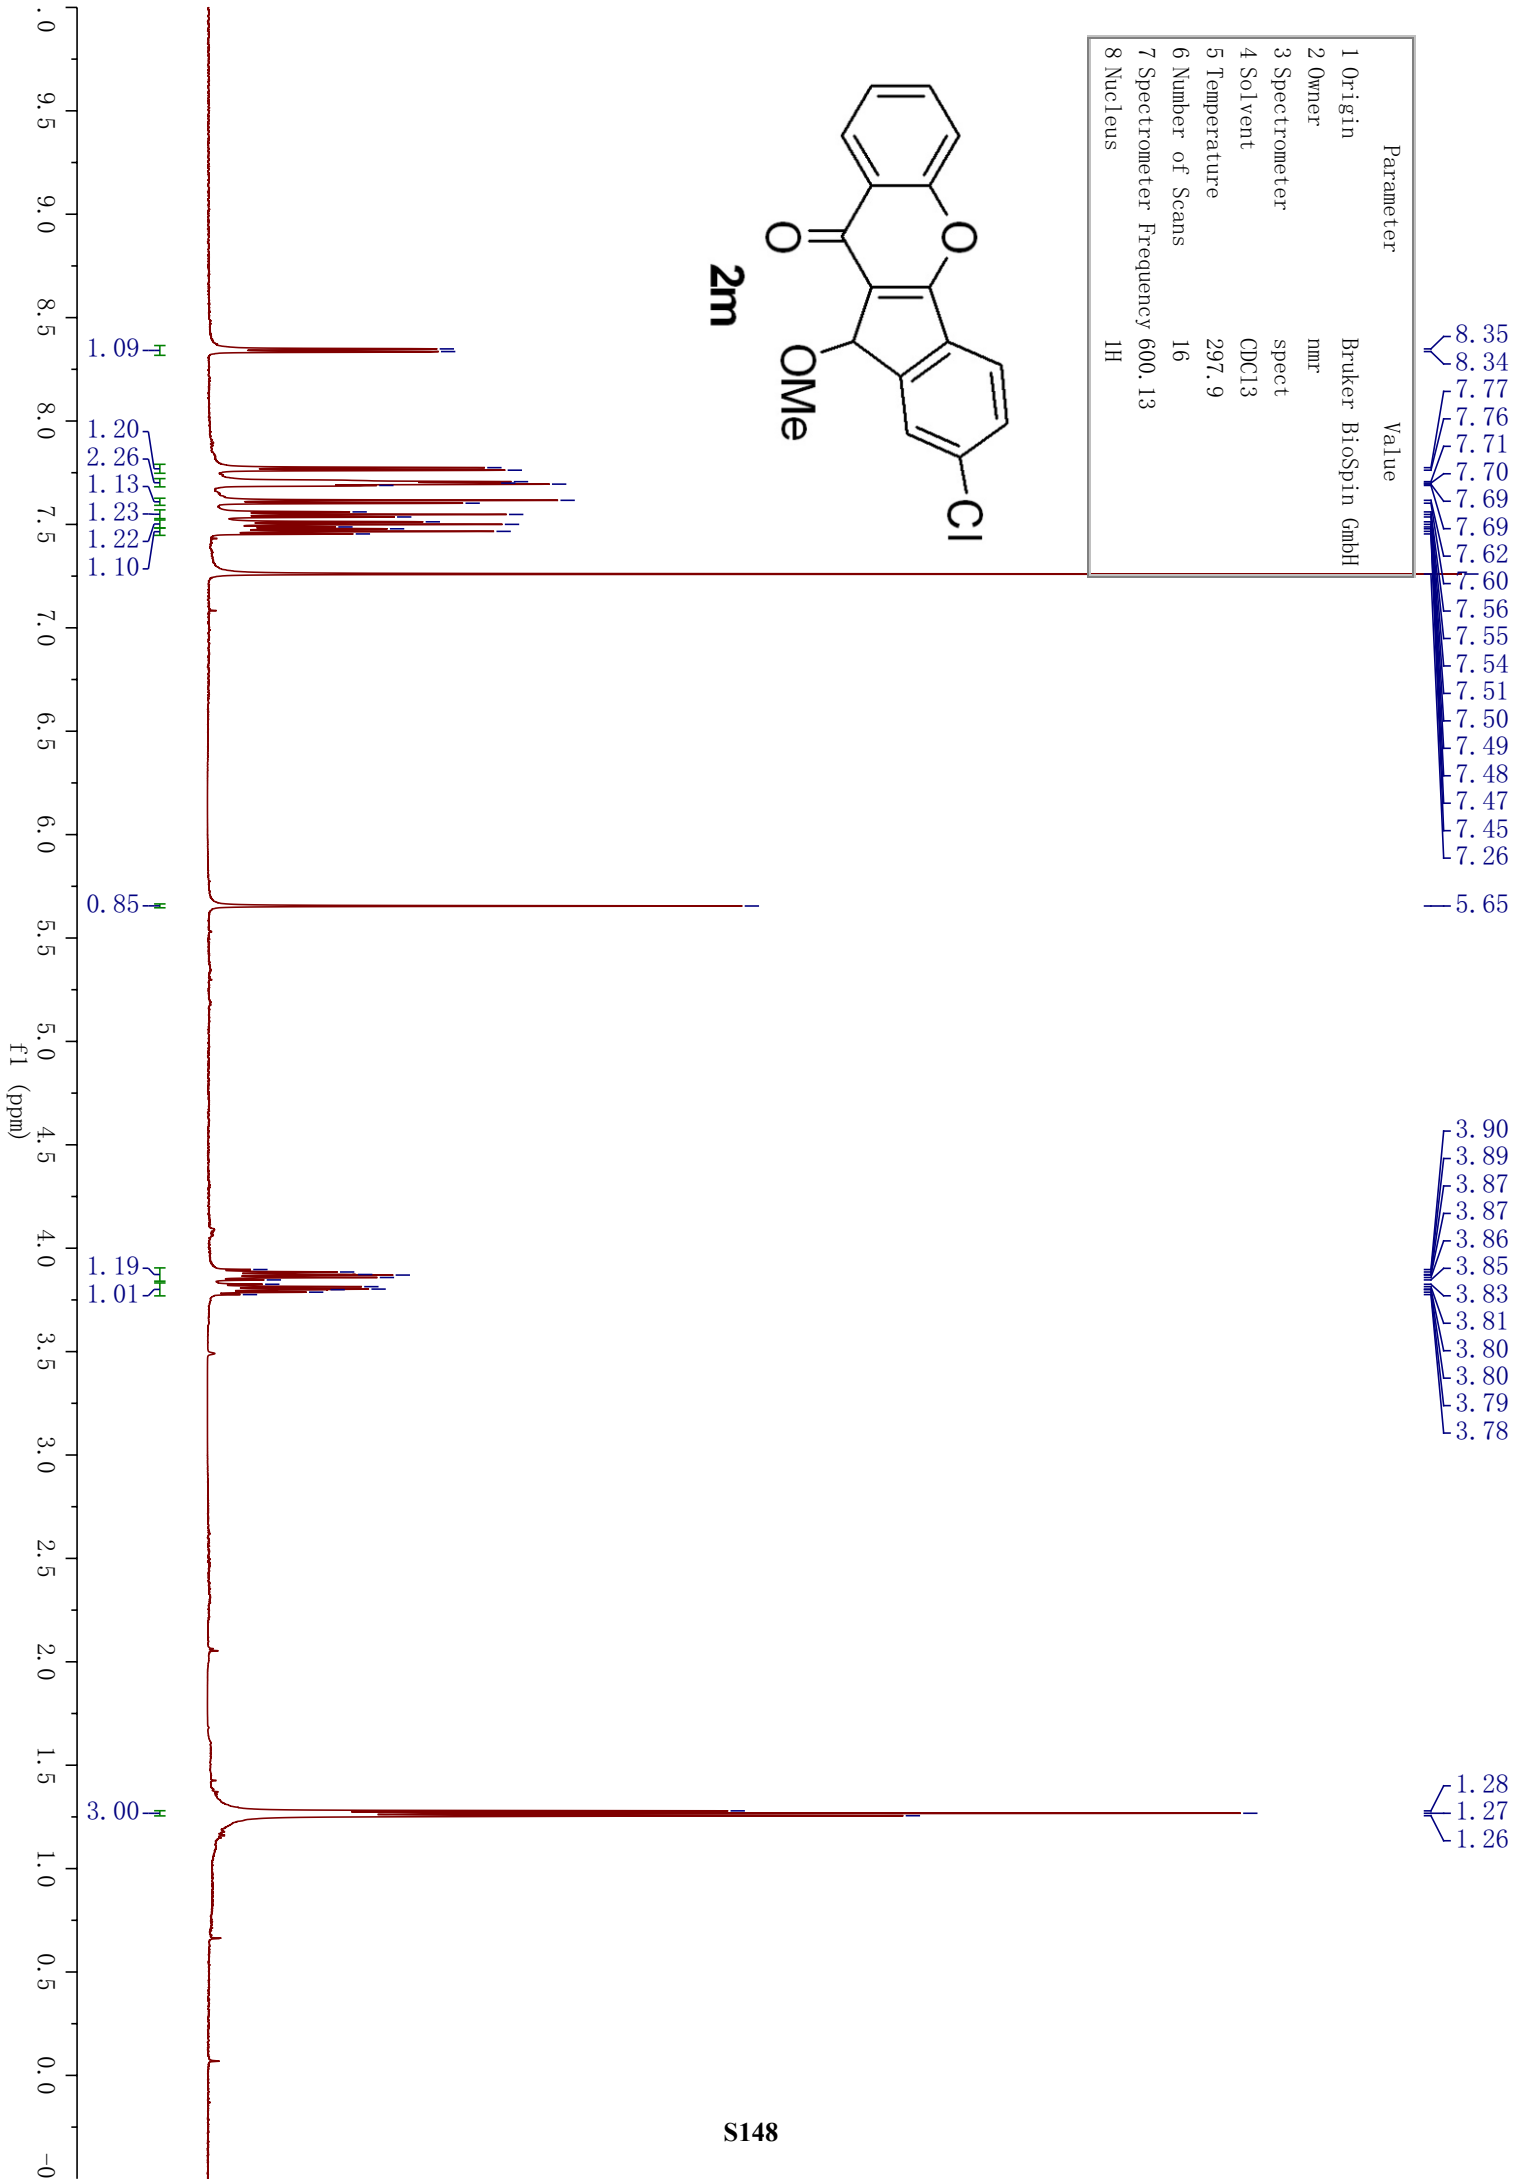 Parameter Value
1 Origin Bruker BioSpin GmbH
2 Owner nmr
3 Spectrometer spect
4 Solvent CDCl3
5 Temperature 297.9
6 Number of Scans 16
7 Spectrometer Frequency 600.13
8 Nucleus 1H
8.35
8.34
7.77
7.76
7.71
7.70
7.69
7.69
7.62
7.60
7.56
7.55
7.54
7.51
7.50
7.49
7.48
7.47
7.45
7.26
5.65
3.90
3.89
3.87
3.87
3.86
3.85
3.83
3.81
3.80
3.80
3.79
3.78
1.28
1.27
1.26
Cl
O
O
OMe
2m
1.09
1.20
2.26
1.13
1.23
1.22
1.10
0.85
1.19
1.01
3.00
.0 9.5 9.0 8.5 8.0 7.5 7.0 6.5 6.0 5.5 5.0 4.5 4.0 3.5 3.0 2.5 2.0 1.5 1.0 0.5 0.0 -0
f1 (ppm)
S148